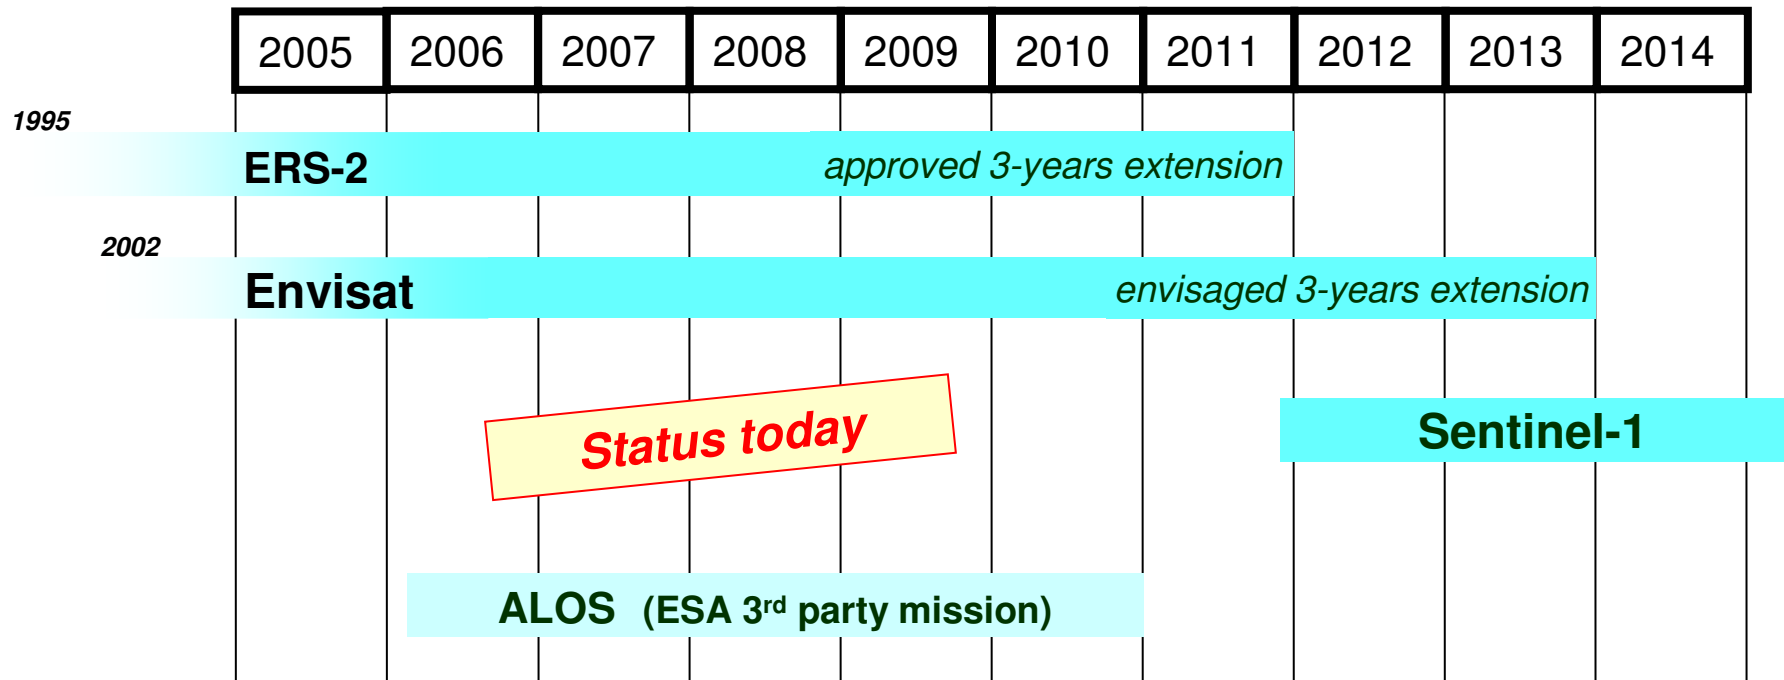 2005 2006 2007 2008 2009 2010 2011 2012 2013 2014
1995
ERS-2 approved 3-years extension
2002
Envisat envisaged 3-years extension
Status today
Sentinel-1
ALOS (ESA 3rd party mission)